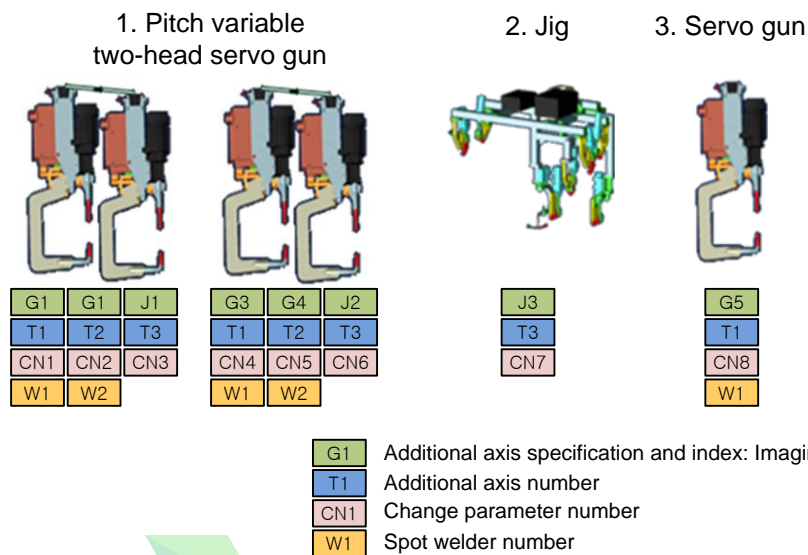 1. Pitch variable
two-head servo gun
2. Jig
3. Servo gun
G1 G1 J1
T1 T2 T3
CN1 CN2 CN3
W1 W2
G3 G4 J2
T1 T2 T3
CN4 CN5 CN6
W1 W2
J3
T3
CN7
G5
T1
CN8
W1
G1 Additional axis specification and index: Imagi
T1 Additional axis number
CN1 Change parameter number
W1 Spot welder number